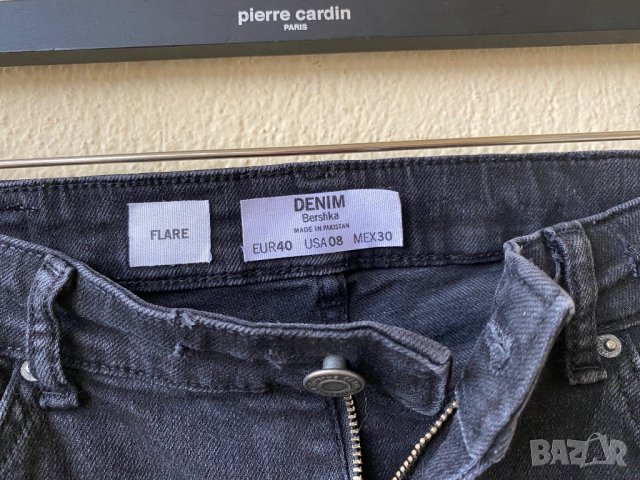 pierre cardin
PARIS
FLARE
DENIM
Bershka
MADE IN PAKISTAN
EUR40 USA08 MEX30
BAZAR